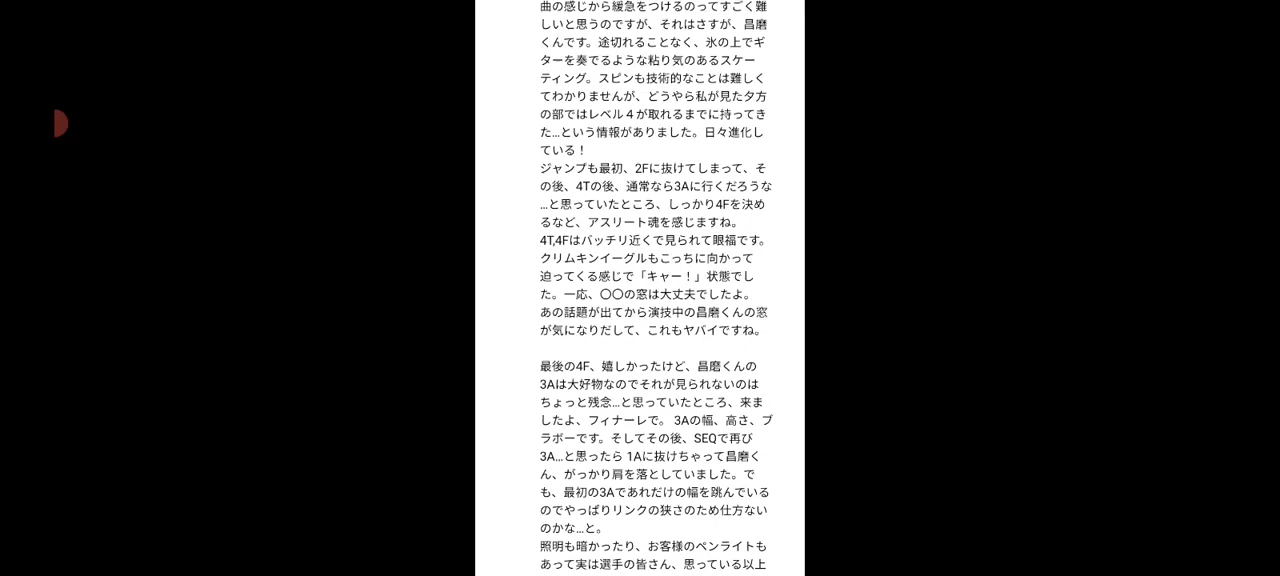 曲の感じから緩急をつけるのってすごく難
しいと思うのですが、それはさすが、昌磨
くんです。途切れることなく、氷の上でギ
ターを奏でるような粘り気のあるスケー
ティング。スピンも技術的なことは難しく
てわかりませんが、どうやら私が見た夕方
の部ではレベル４が取れるまでに持ってき
た…という情報がありました。日々進化し
ている！
ジャンプも最初、2Fに抜けてしまって、そ
の後、4Tの後、通常なら3Aに行くだろうな
…と思っていたところ、しっかり4Fを決め
るなど、アスリート魂を感じますね。
4T,4Fはバッチリ近くで見られて眼福です。
クリムキンイーグルもこっちに向かって
迫ってくる感じで「キャー！」状態でし
た。一応、〇〇の窓は大丈夫でしたよ。
あの話題が出てから演技中の昌磨くんの窓
が気になりだして、これもヤバイですね。
最後の4F、嬉しかったけど、昌磨くんの
3Aは大好物なのでそれが見られないのは
ちょっと残念…と思っていたところ、来ま
したよ、フィナーレで。 3Aの幅、高さ、ブ
ラボーです。そしてその後、SEQで再び
3A…と思ったら 1Aに抜けちゃって昌磨く
ん、がっかり肩を落としていました。で
も、最初の3Aであれだけの幅を跳んでいる
のでやっぱりリンクの狭さのため仕方ない
のかな…と。
照明も暗かったり、お客様のペンライトも
あって実は選手の皆さん、思っている以上